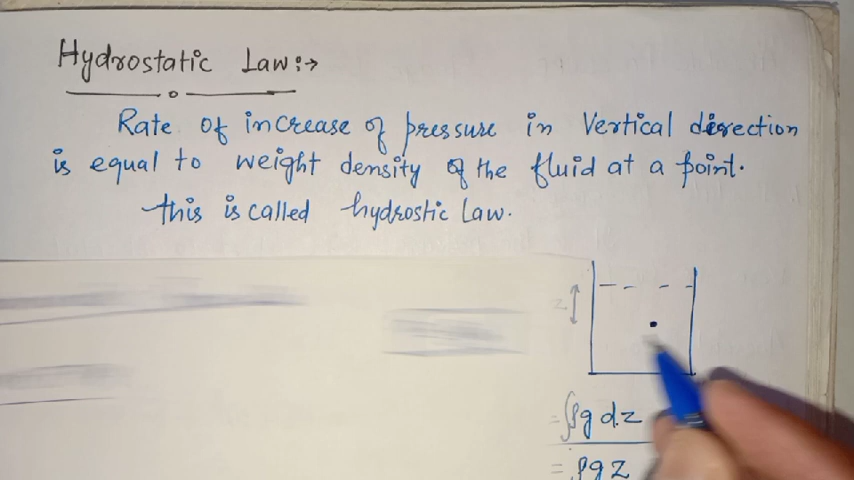 Hydrostatic Law:→
Rate of increase of pressure in Vertical direction
is equal to weight density of the fluid at a point.
this is called hydrostic Law.
z
= ∫ρg dz
= ρg z